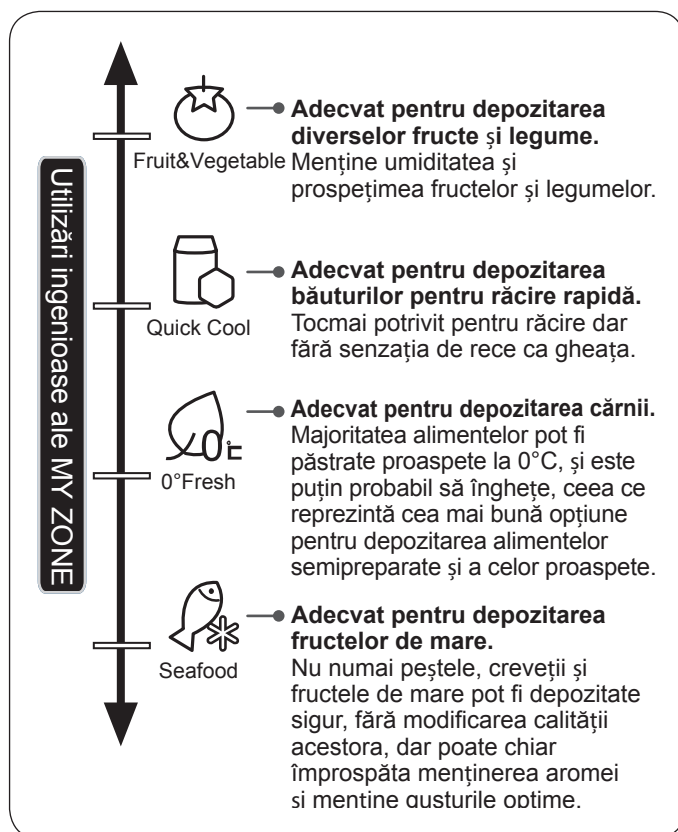 Utilizări ingenioase ale MY ZONE
Fruit&Vegetable
Adecvat pentru depozitarea
diverselor fructe și legume.
Menține umiditatea și
prospețimea fructelor și legumelor.
Quick Cool
Adecvat pentru depozitarea
băuturilor pentru răcire rapidă.
Tocmai potrivit pentru răcire dar
fără senzația de rece ca gheața.
0°C
0°Fresh
Adecvat pentru depozitarea cărnii.
Majoritatea alimentelor pot fi
păstrate proaspete la 0°C, și este
puțin probabil să înghețe, ceea ce
reprezintă cea mai bună opțiune
pentru depozitarea alimentelor
semipreparate și a celor proaspete.
Seafood
Adecvat pentru depozitarea
fructelor de mare.
Nu numai peștele, creveții și
fructele de mare pot fi depozitate
sigur, fără modificarea calității
acestora, dar poate chiar
împrospăta menținerea aromei
și menține gusturile optime.